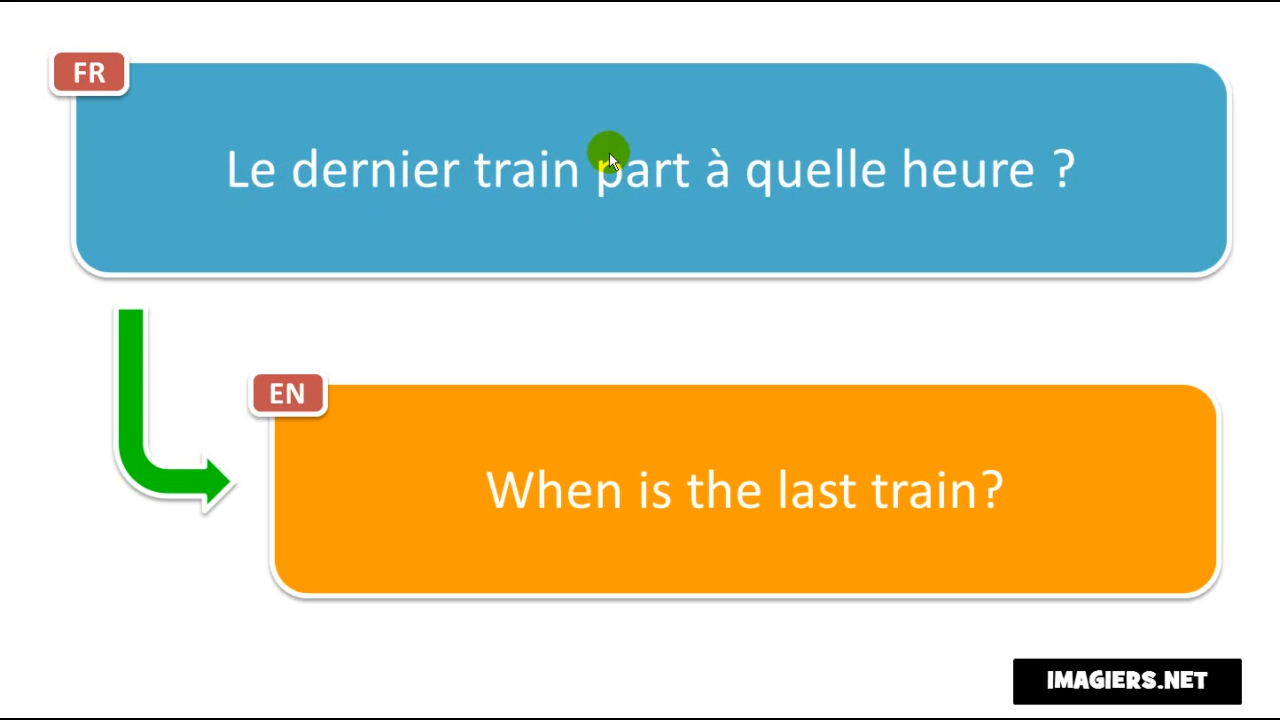 FR
Le dernier train part à quelle heure ?
EN
When is the last train?
IMAGIERS.NET